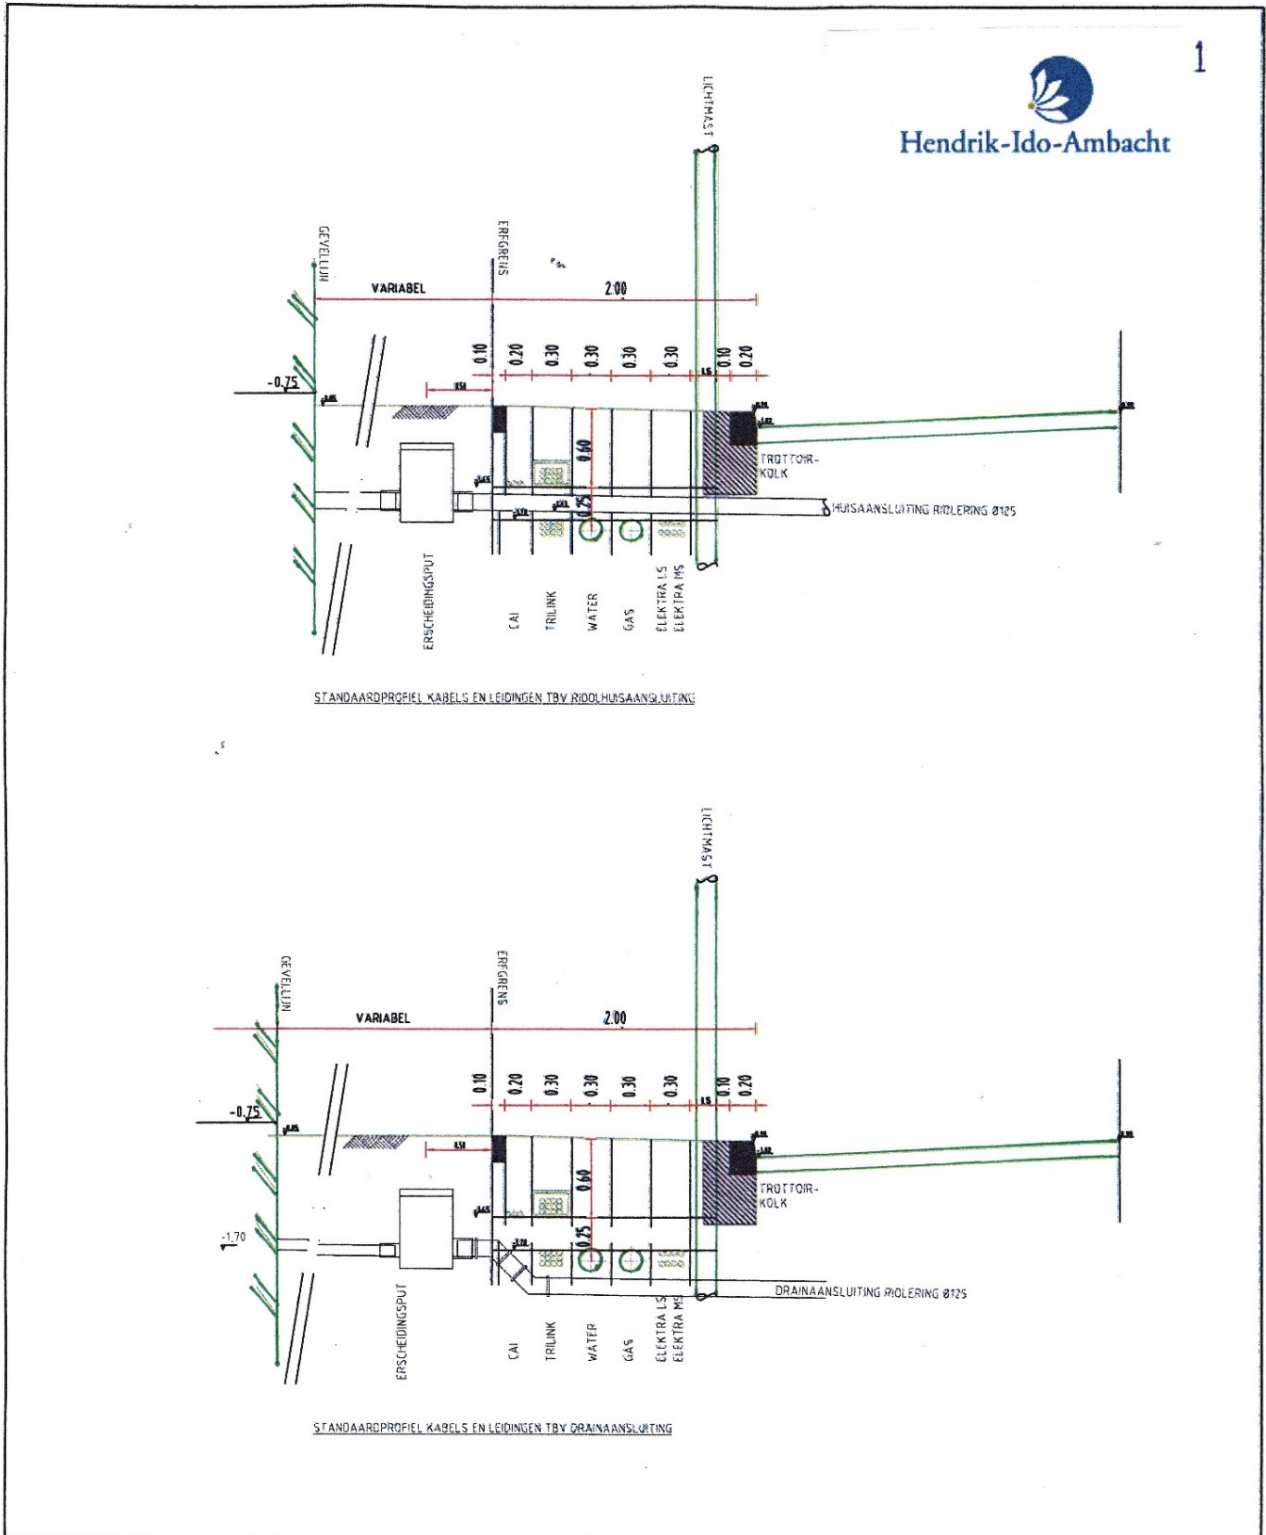 1
Hendrik-Ido-Ambacht
LICHTMAST
GEVELLIJN
ERFGRENS
VARIABEL
2.00
0.10
0.20
0.30
0.30
0.30
0.30
0.10
0.20
-0.75
0.60
0.25
TROTTOIR-
KOLK
HUISAANSLUITING RIOLERING Ø125
ERSCHEIDINGSPUT
CAI
TRILINK
WATER
GAS
ELEKTRA LS
ELEKTRA MS
STANDAARDPROFIEL KABELS EN LEIDINGEN TBV RIOOLHUISAANSLUITING
LICHTMAST
GEVELLIJN
ERFGRENS
VARIABEL
2.00
0.10
0.20
0.30
0.30
0.30
0.30
0.10
0.20
-0.75
0.60
0.25
TROTTOIR-
KOLK
-1.70
DRAINAANSLUITING RIOLERING Ø125
ERSCHEIDINGSPUT
CAI
TRILINK
WATER
GAS
ELEKTRA LS
ELEKTRA MS
STANDAARDPROFIEL KABELS EN LEIDINGEN TBV DRAINAANSLUITING